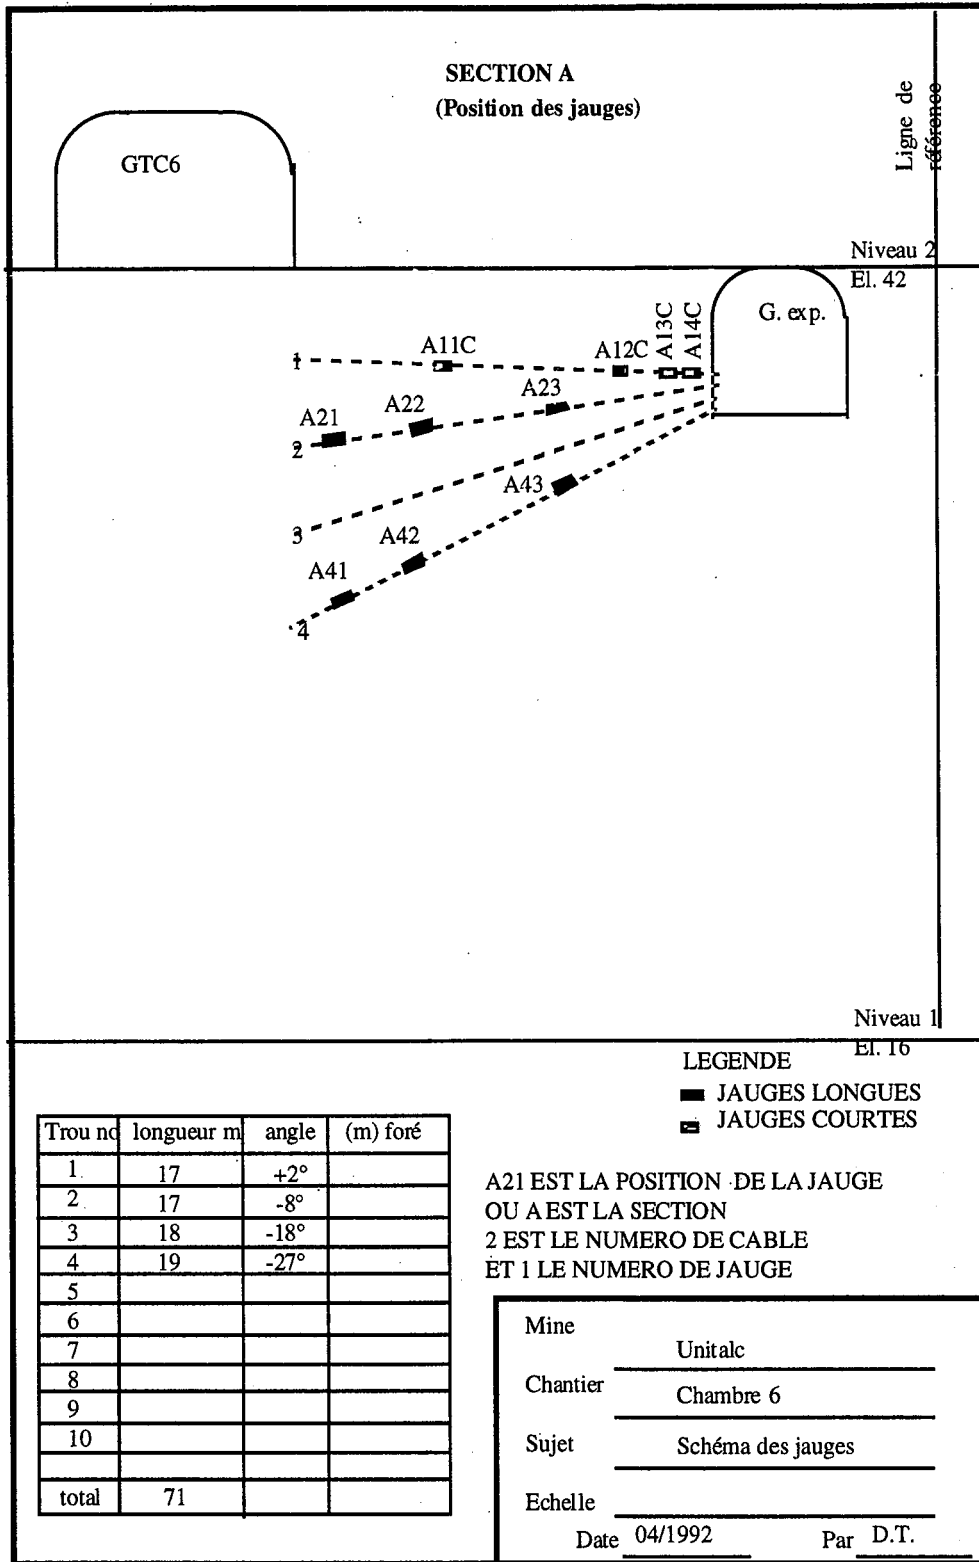 SECTION A
(Position des jauges)
Ligne de
référence
GTC6
Niveau 2
El. 42
G. exp.
A11C
A12C
A13C
A14C
1
A21
A22
A23
2
A43
3
A42
A41
4
Niveau 1
El. 16
LEGENDE
JAUGES LONGUES
JAUGES COURTES
Trou no longueur m angle (m) foré
1 17 +2°
2 17 -8°
3 18 -18°
4 19 -27°
5
6
7
8
9
10
total 71
A21 EST LA POSITION DE LA JAUGE
OU A EST LA SECTION
2 EST LE NUMERO DE CABLE
ET 1 LE NUMERO DE JAUGE
Mine Unitalc
Chantier Chambre 6
Sujet Schéma des jauges
Echelle
Date 04/1992 Par D.T.